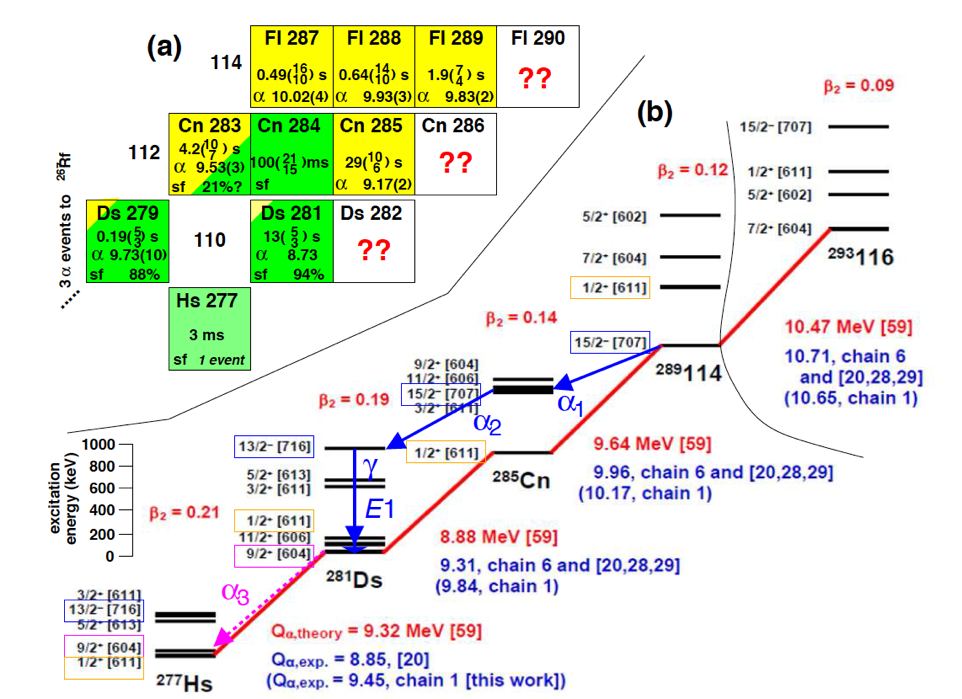 (a)
114
Fl 287
0.49(16/10) s
α 10.02(4)
Fl 288
0.64(14/10) s
α 9.93(3)
Fl 289
1.9(7/4) s
α 9.83(2)
Fl 290
??
112
Cn 283
4.2(10/7) s
α 9.53(3)
sf 21%?
Cn 284
100(21/15)ms
sf
Cn 285
29(10/6) s
α 9.17(2)
Cn 286
??
3 α events to
Ds 279
0.19(5/3) s
α 9.73(10)
sf 88%
110
Ds 281
13(5/3) s
α 8.73
sf 94%
Ds 282
??
Hs 277
3 ms
sf 1 event
(b)
β₂ = 0.09
15/2⁻ [707]
1/2⁺ [611]
5/2⁺ [602]
7/2⁺ [604]
²⁹³116
β₂ = 0.12
5/2⁺ [602]
7/2⁺ [604]
1/2⁺ [611]
15/2⁻ [707]
²⁸⁹114
10.47 MeV [59]
10.71, chain 6
and [20,28,29]
(10.65, chain 1)
β₂ = 0.14
9/2⁺ [604]
11/2⁺ [606]
15/2⁻ [707]
3/2⁺ [611]
1/2⁺ [611]
²⁸⁵Cn
α₁
α₂
9.64 MeV [59]
9.96, chain 6 and [20,28,29]
(10.17, chain 1)
β₂ = 0.19
13/2⁻ [716]
5/2⁺ [613]
3/2⁺ [611]
1/2⁺ [611]
11/2⁺ [606]
9/2⁺ [604]
²⁸¹Ds
γ
E1
8.88 MeV [59]
9.31, chain 6 and [20,28,29]
(9.84, chain 1)
excitation
energy (keV)
1000
800
600
400
200
0
β₂ = 0.21
3/2⁺ [611]
13/2⁻ [716]
5/2⁺ [613]
9/2⁺ [604]
1/2⁺ [611]
²⁷⁷Hs
α₃
Qα,theory = 9.32 MeV [59]
Qα,exp. = 8.85, [20]
(Qα,exp. = 9.45, chain 1 [this work])